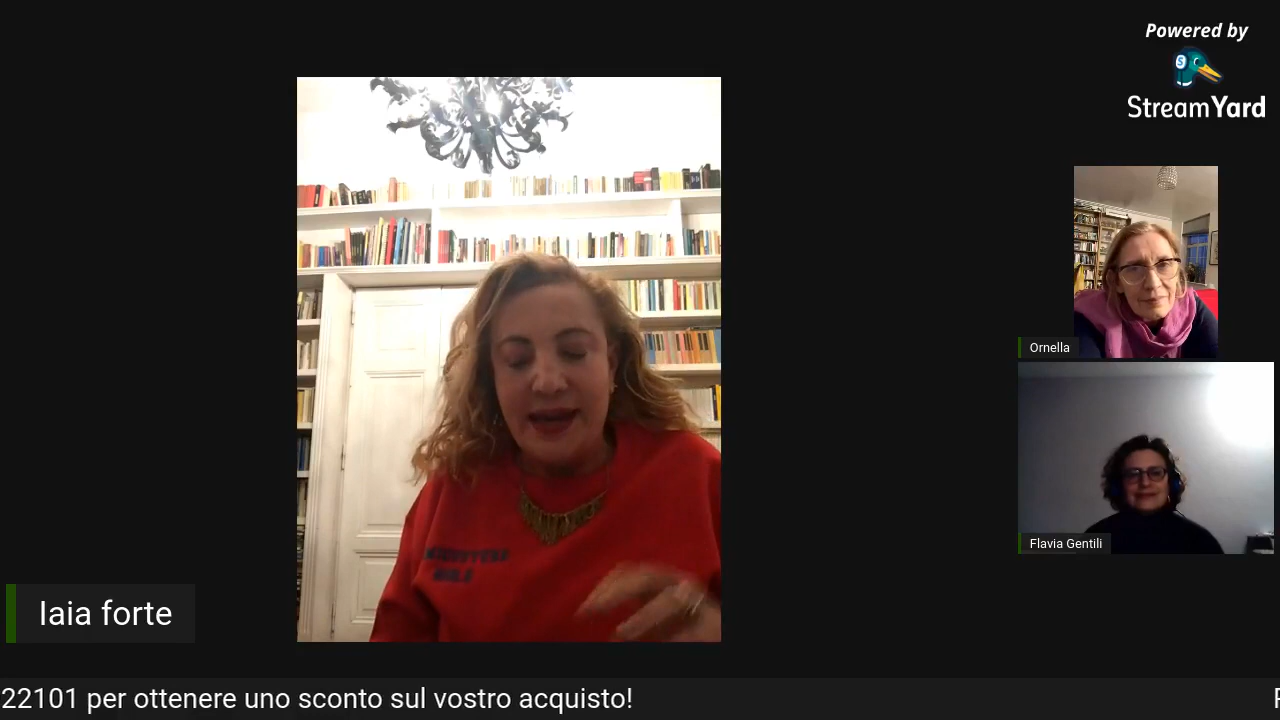 Powered by
StreamYard
Ornella
Flavia Gentili
Iaia forte
22101 per ottenere uno sconto sul vostro acquisto!